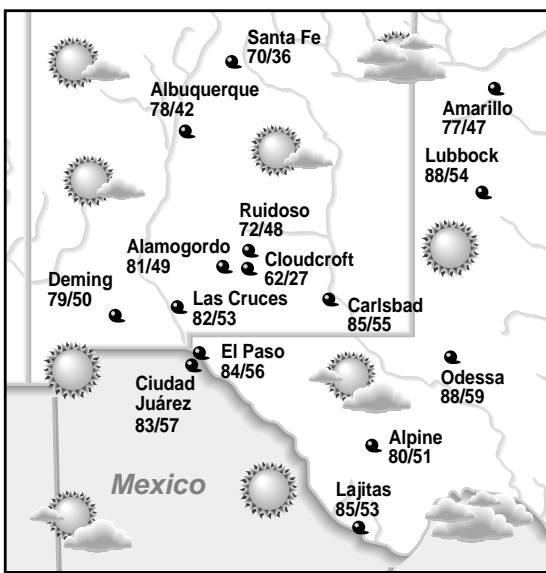 Santa Fe
70/36
Albuquerque
78/42
Amarillo
77/47
Lubbock
88/54
Ruidoso
72/48
Alamogordo
81/49
Cloudcroft
62/27
Deming
79/50
Las Cruces
82/53
Carlsbad
85/55
El Paso
84/56
Ciudad
Juárez
83/57
Odessa
88/59
Alpine
80/51
Mexico
Lajitas
85/53